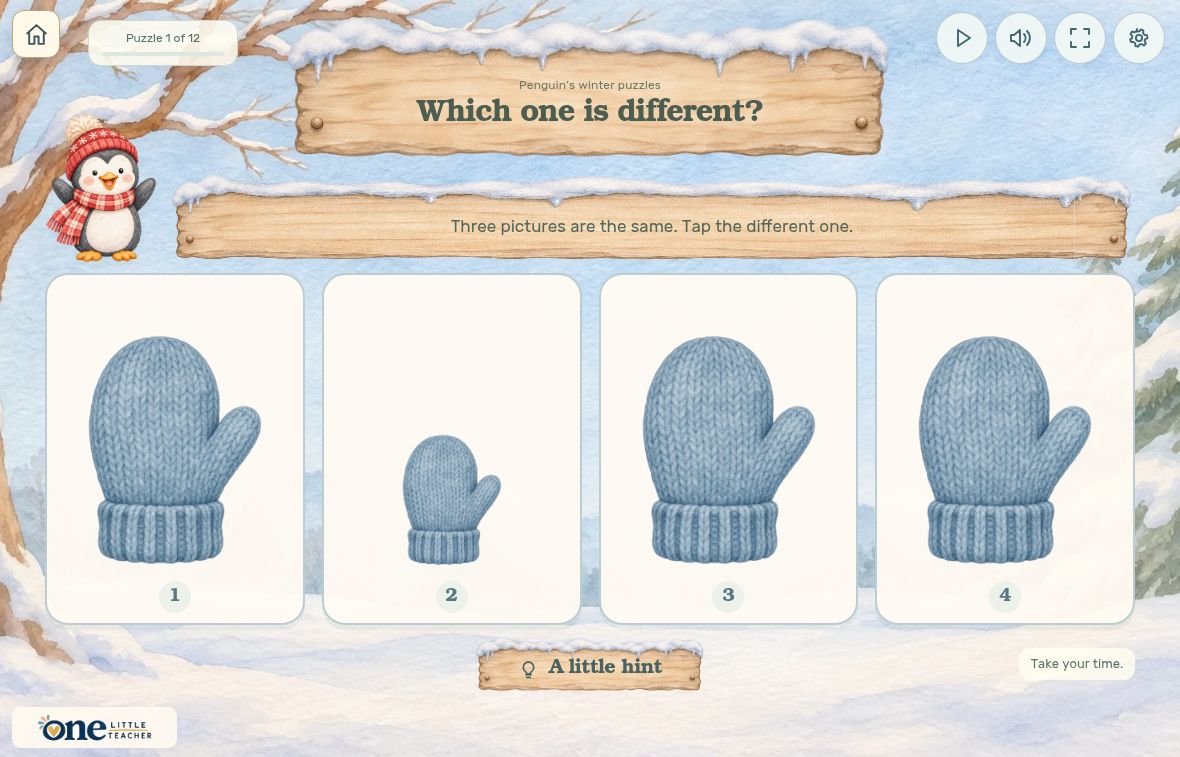 Puzzle 1 of 12
Penguin's winter puzzles
Which one is different?
Three pictures are the same. Tap the different one.
1
2
3
4
A little hint
Take your time.
one LITTLE
TEACHER